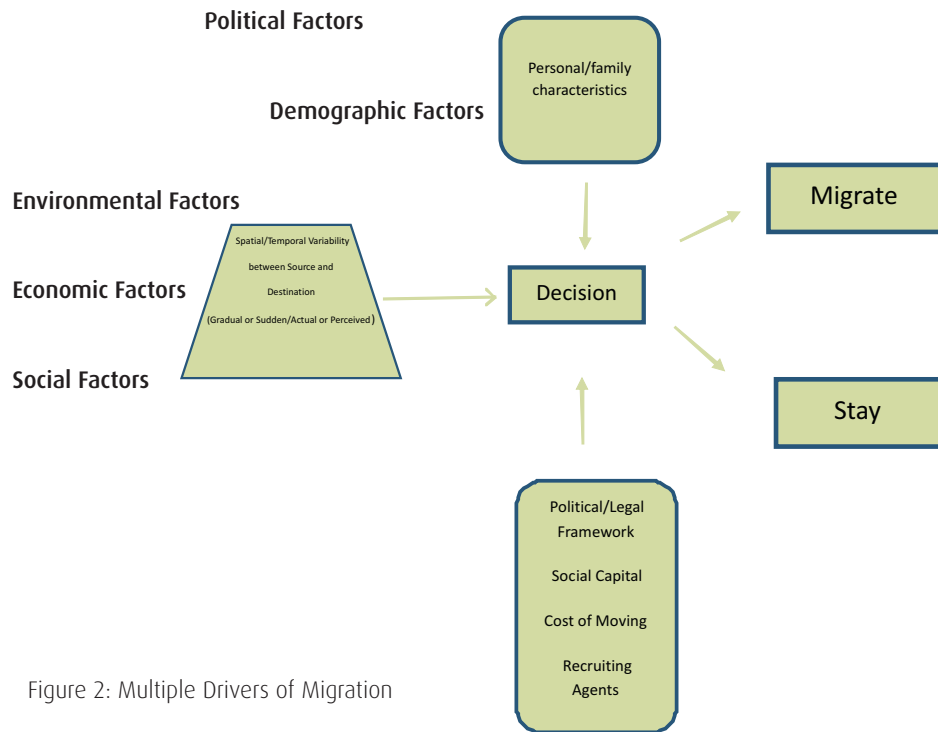 Political Factors
Personal/family
characteristics
Demographic Factors
Environmental Factors
Migrate
Spatial/Temporal Variability
between Source and
Economic Factors
Destination
Decision
(Gradual or Sudden/Actual or Perceived)
Social Factors
Stay
Political/Legal
Framework
Social Capital
Cost of Moving
Recruiting
Agents
Figure 2: Multiple Drivers of Migration